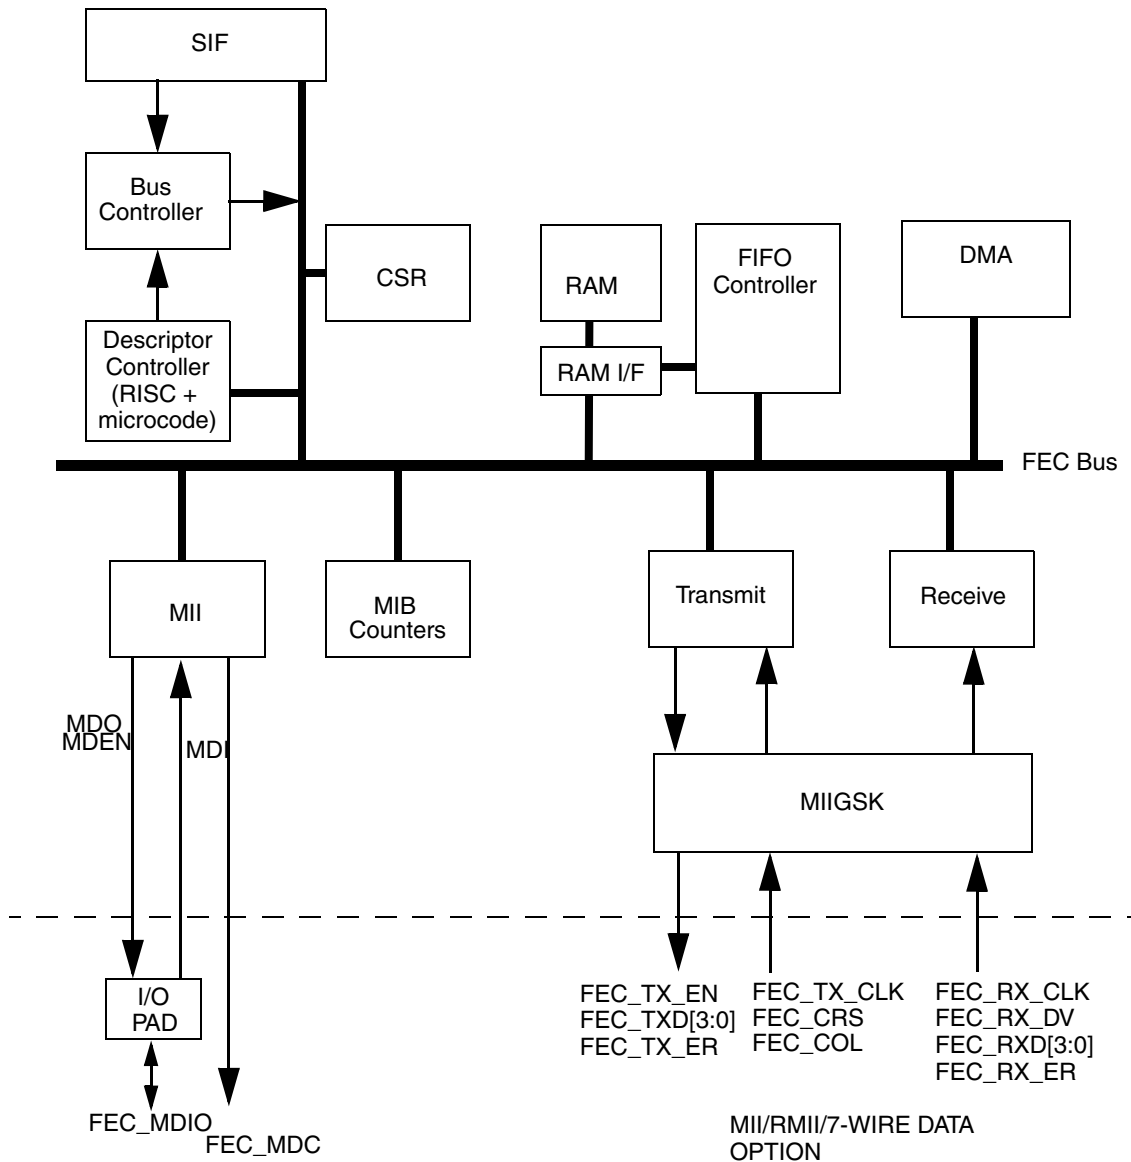 SIF
Bus
Controller
CSR
RAM
FIFO
Controller
DMA
Descriptor
Controller
(RISC +
microcode)
RAM I/F
FEC Bus
MII
MIB
Counters
Transmit
Receive
MDO
MDEN
MDI
MIIGSK
I/O
PAD
FEC_TX_EN
FEC_TXD[3:0]
FEC_TX_ER
FEC_TX_CLK
FEC_CRS
FEC_COL
FEC_RX_CLK
FEC_RX_DV
FEC_RXD[3:0]
FEC_RX_ER
FEC_MDIO
FEC_MDC
MII/RMII/7-WIRE DATA
OPTION